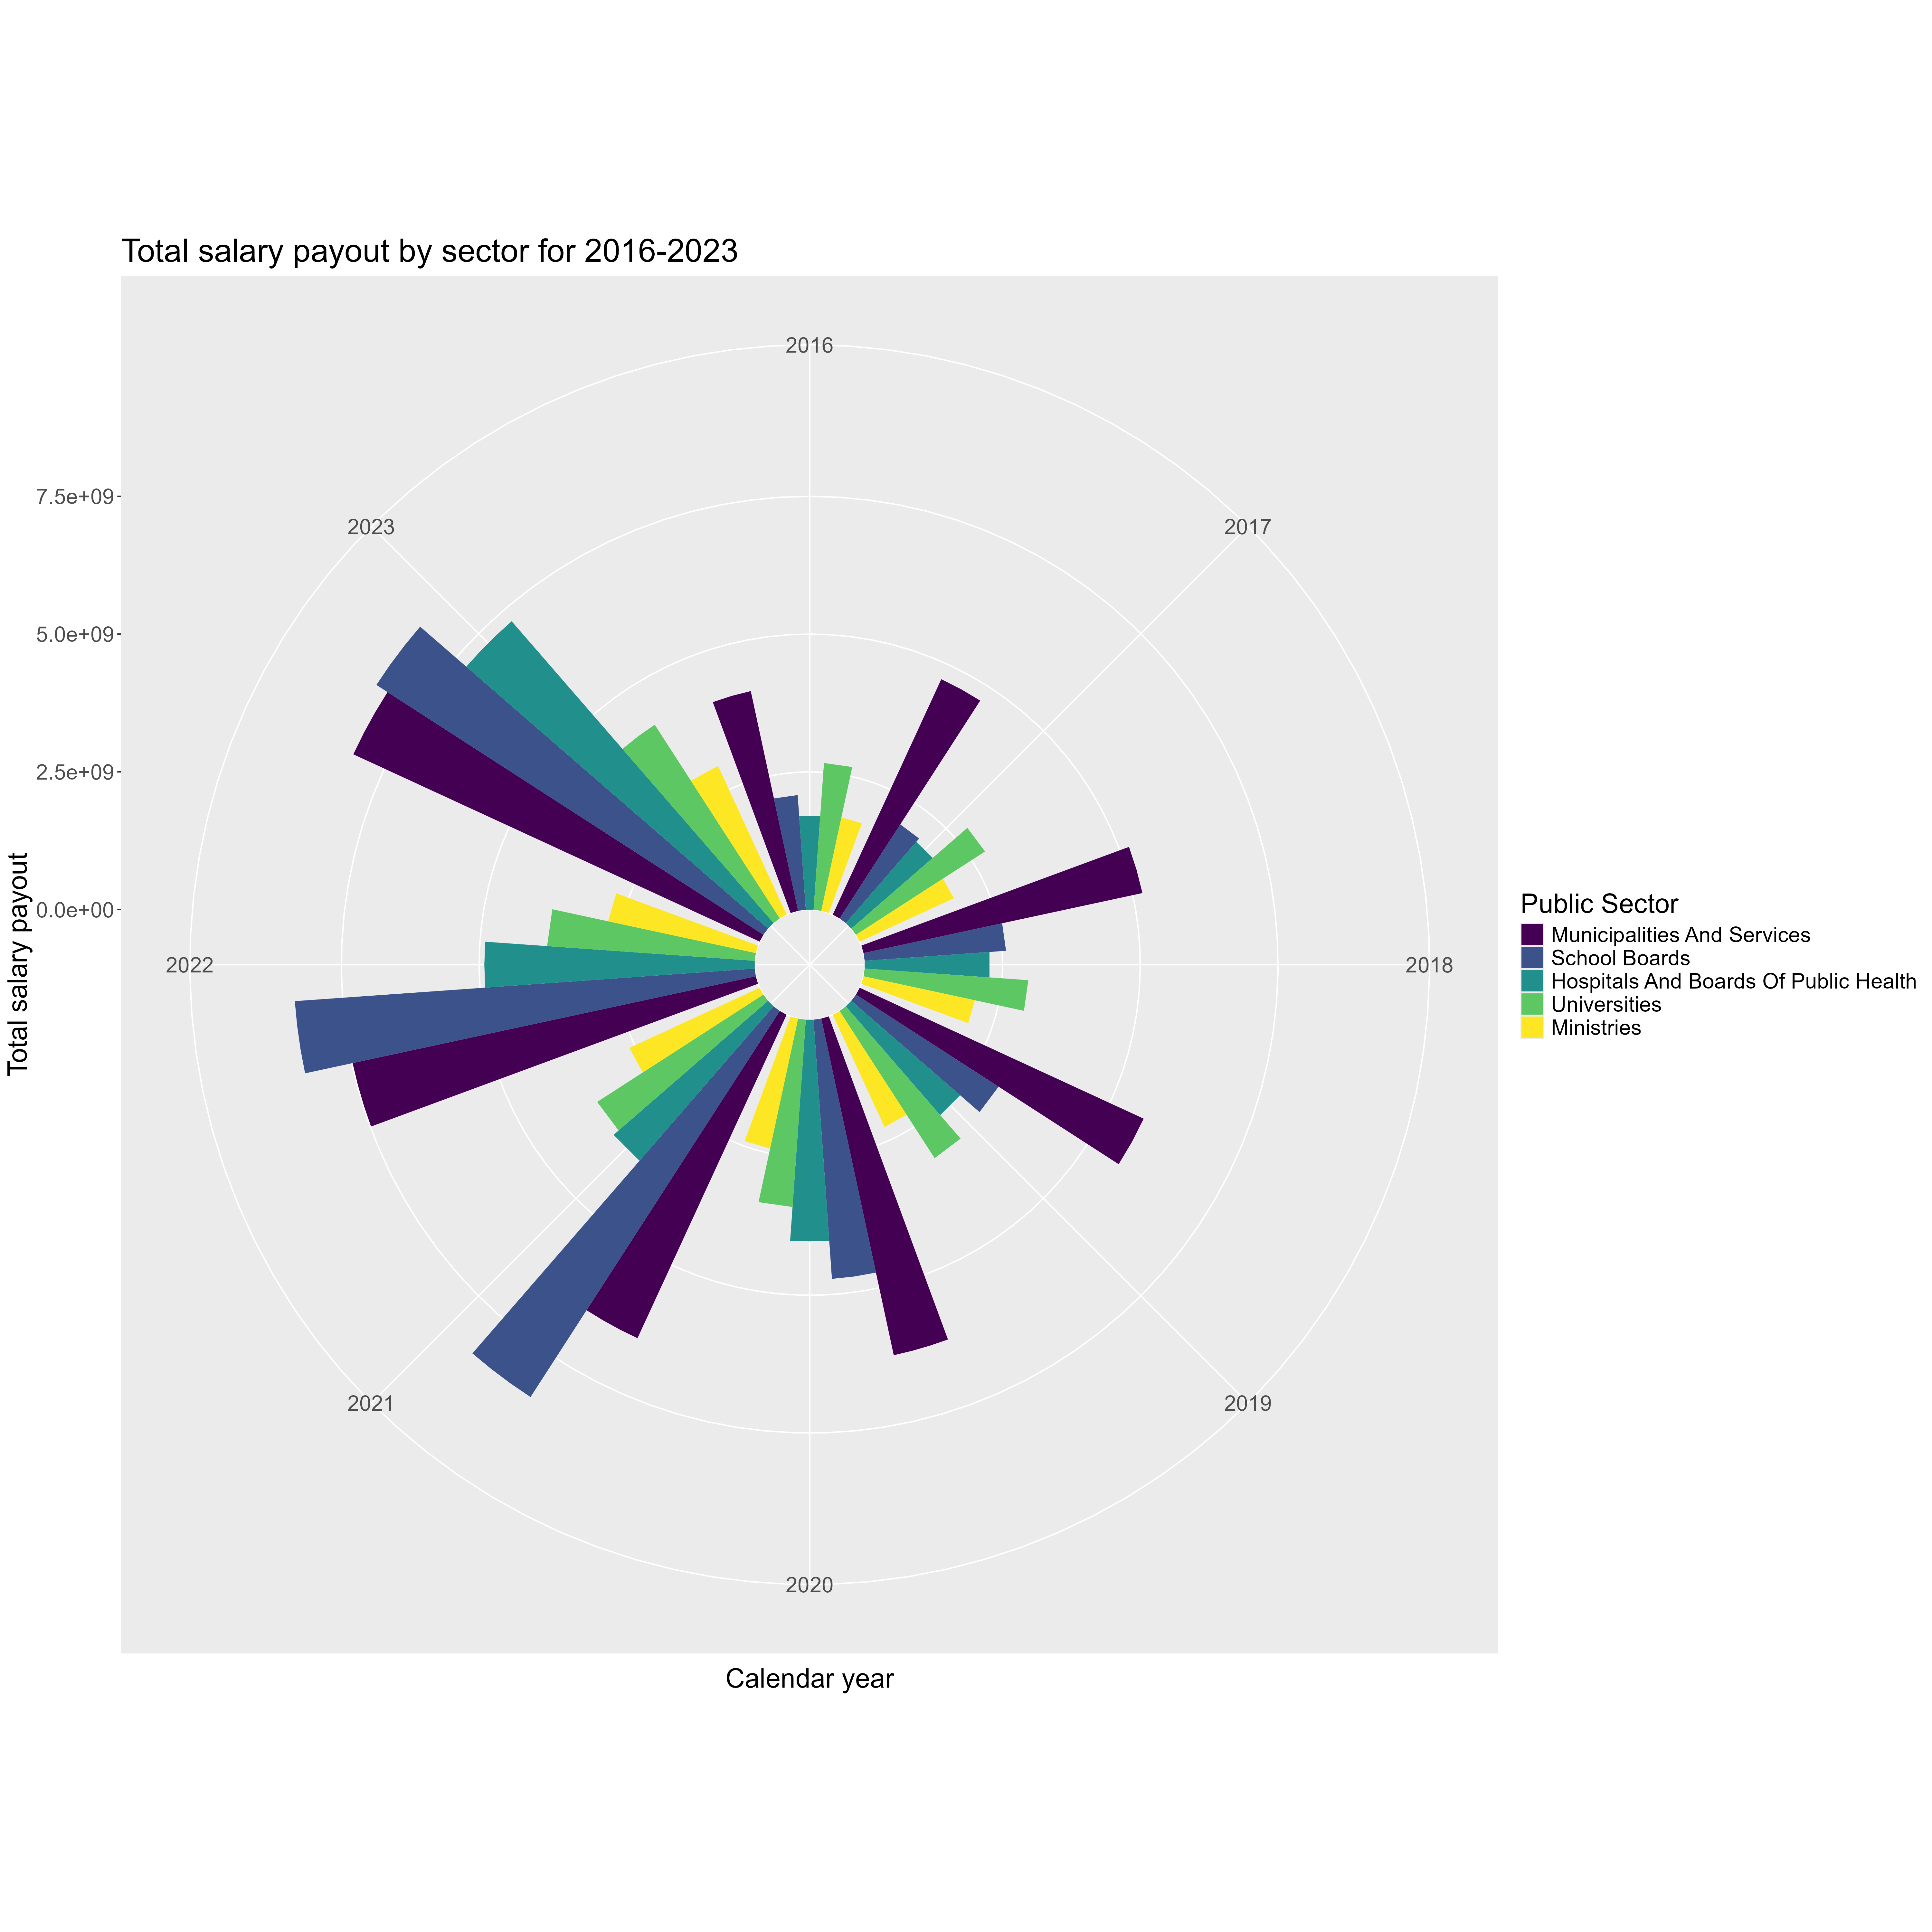 Total salary payout by sector for 2016-2023
2016
2017
2018
2019
2020
2021
2022
2023
7.5e+09
5.0e+09
2.5e+09
0.0e+00
Total salary payout
Calendar year
Public Sector
Municipalities And Services
School Boards
Hospitals And Boards Of Public Health
Universities
Ministries